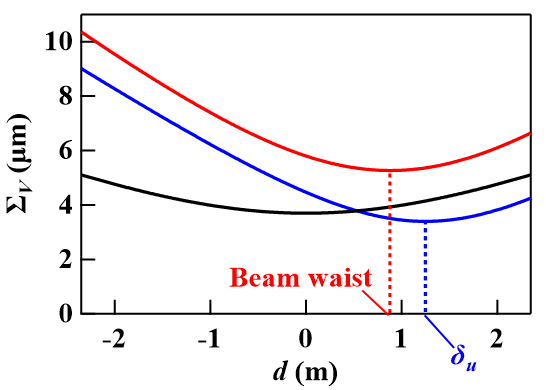 10
8
6
4
2
0
Σ_V (μm)
Beam waist
-2 -1 0 1 2
d (m)
δ_u